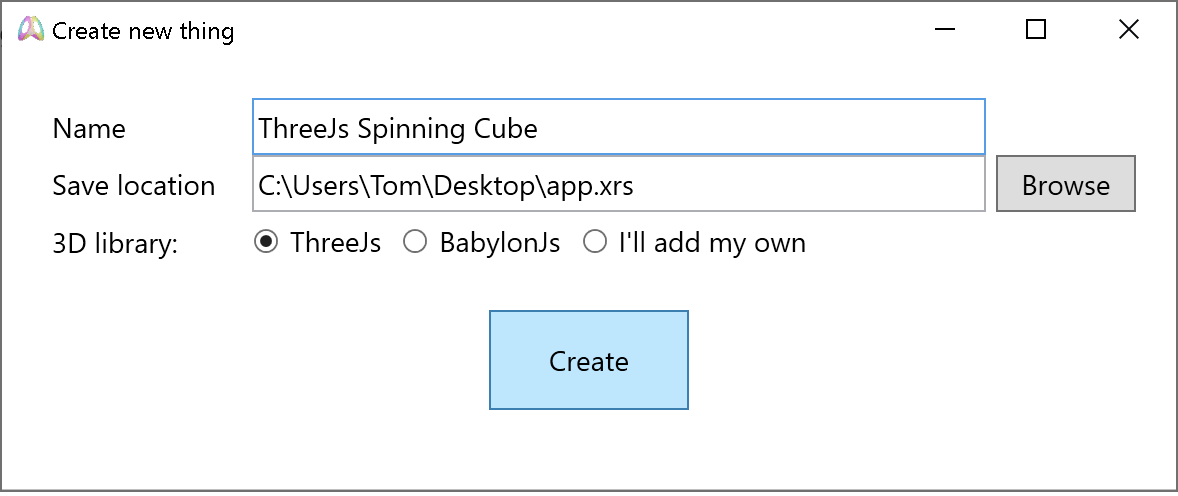 Create new thing
Name ThreeJs Spinning Cube
Save location C:\Users\Tom\Desktop\app.xrs Browse
3D library: ThreeJs BabylonJs I'll add my own
Create